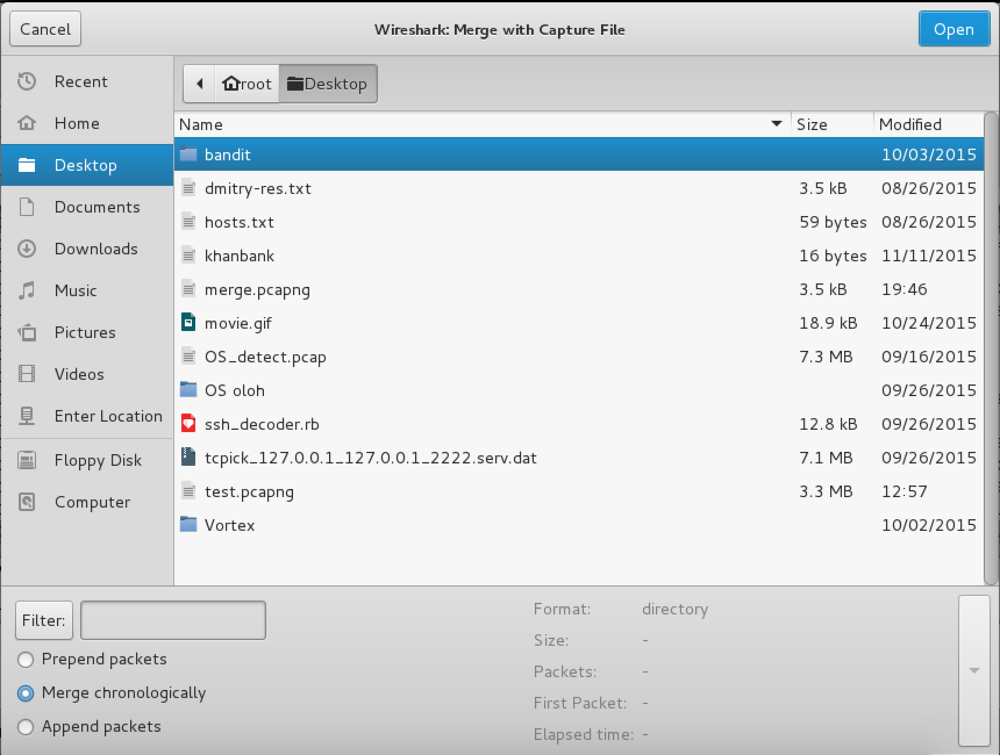 Cancel
Wireshark: Merge with Capture File
Open
Recent
Home
Desktop
Documents
Downloads
Music
Pictures
Videos
Enter Location
Floppy Disk
Computer
root Desktop
Name Size Modified
bandit 10/03/2015
dmitry-res.txt 3.5 kB 08/26/2015
hosts.txt 59 bytes 08/26/2015
khanbank 16 bytes 11/11/2015
merge.pcapng 3.5 kB 19:46
movie.gif 18.9 kB 10/24/2015
OS_detect.pcap 7.3 MB 09/16/2015
OS oloh 09/26/2015
ssh_decoder.rb 12.8 kB 09/26/2015
tcpick_127.0.0.1_127.0.0.1_2222.serv.dat 7.1 MB 09/26/2015
test.pcapng 3.3 MB 12:57
Vortex 10/02/2015
Filter:
Prepend packets
Merge chronologically
Append packets
Format: directory
Size: -
Packets: -
First Packet: -
Elapsed time: -